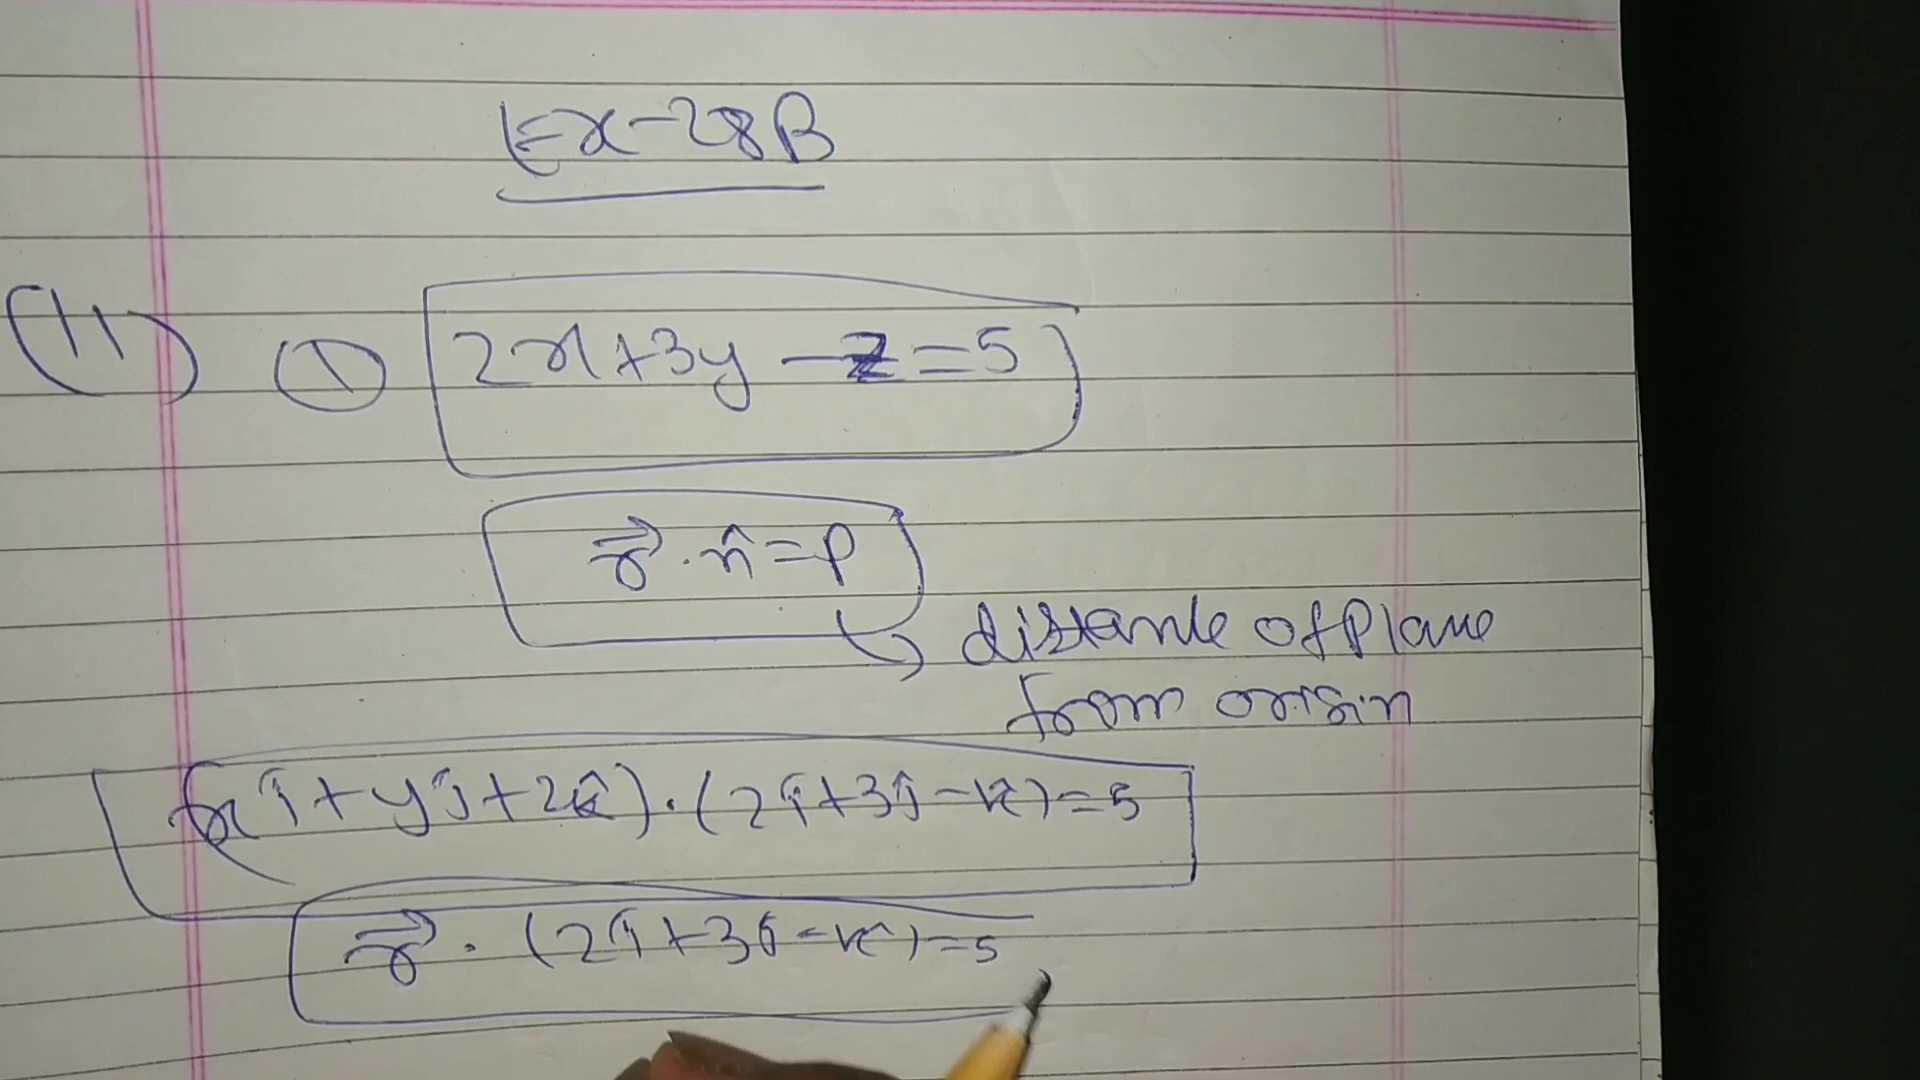 Ex-28B
(11) (1) 2x+3y-z=5
r⃗.n̂=P
→ distance of Plane
from origin
(xî+yĵ+zk̂).(2î+3ĵ-k̂)=5
r⃗.(2î+3ĵ-k̂)=5